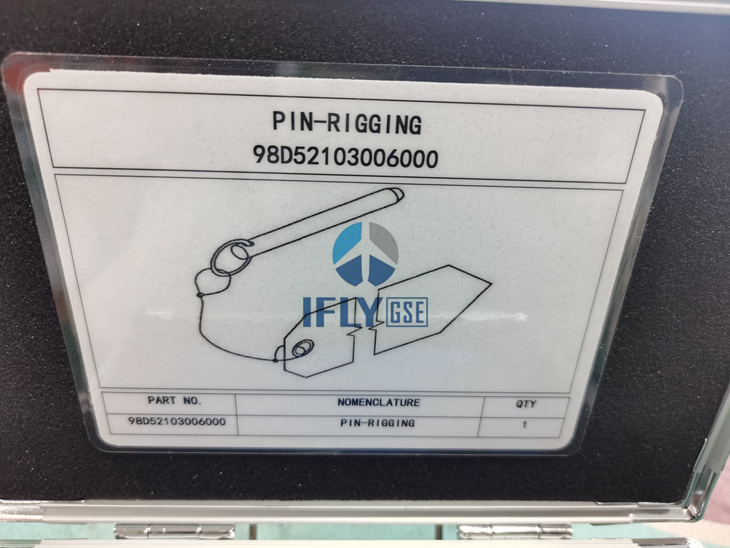 PIN-RIGGING
98D52103006000
IFLY GSE
PART NO. NOMENCLATURE QTY
98D52103006000 PIN-RIGGING 1